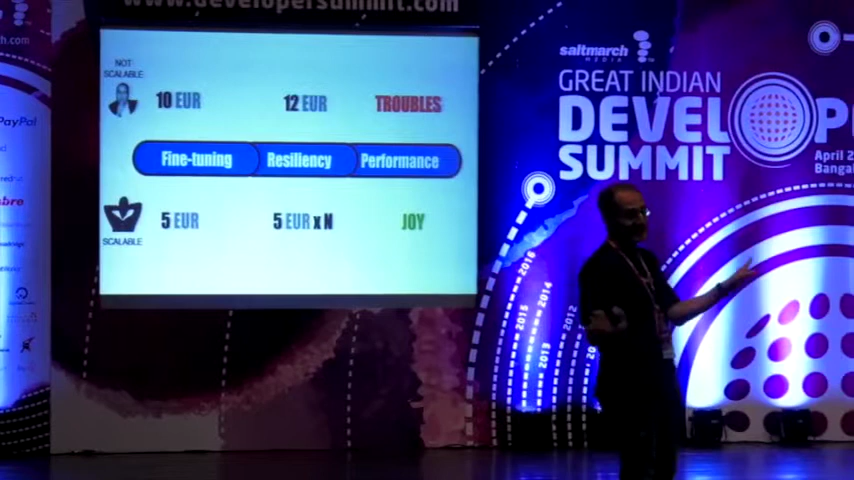 www.developersummit.com
NOT
SCALABLE
10 EUR
12 EUR
TROUBLES
Fine-tuning
Resiliency
Performance
5 EUR
5 EUR x N
JOY
SCALABLE
saltmarch
MEDIA
GREAT INDIAN
DEVELOP
SUMMIT
April 2
Bangal
2016
2015
2014
2013
2012
PayPal